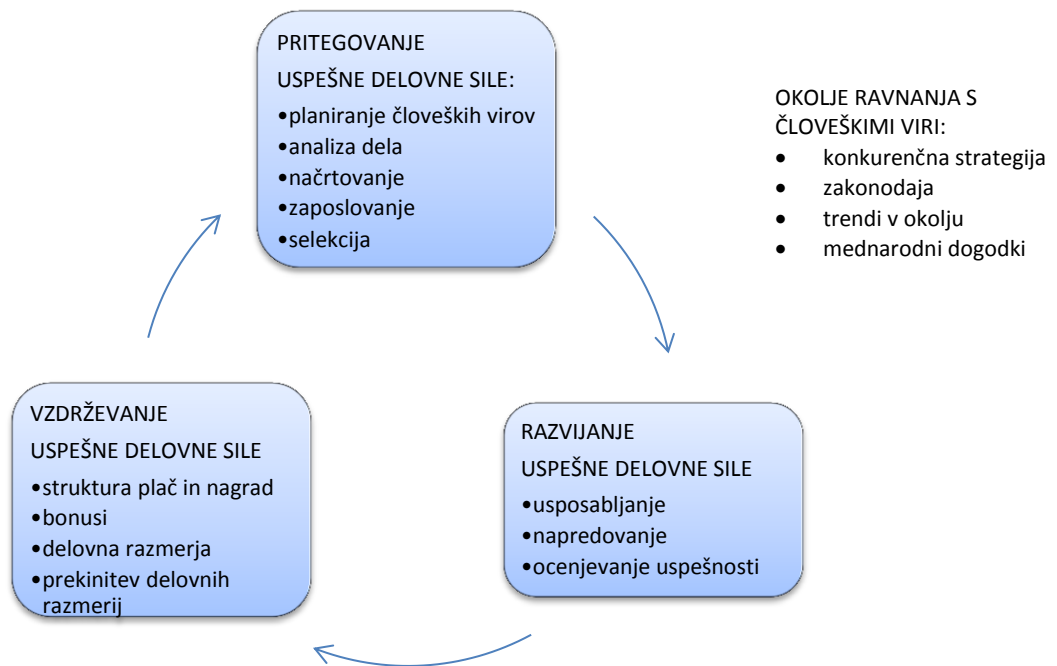 PRITEGOVANJE
USPEŠNE DELOVNE SILE:
•planiranje človeških virov
•analiza dela
•načrtovanje
•zaposlovanje
•selekcija
OKOLJE RAVNANJA S
ČLOVEŠKIMI VIRI:
• konkurenčna strategija
• zakonodaja
• trendi v okolju
• mednarodni dogodki
VZDRŽEVANJE
USPEŠNE DELOVNE SILE
•struktura plač in nagrad
•bonusi
•delovna razmerja
•prekinitev delovnih
razmerij
RAZVIJANJE
USPEŠNE DELOVNE SILE
•usposabljanje
•napredovanje
•ocenjevanje uspešnosti